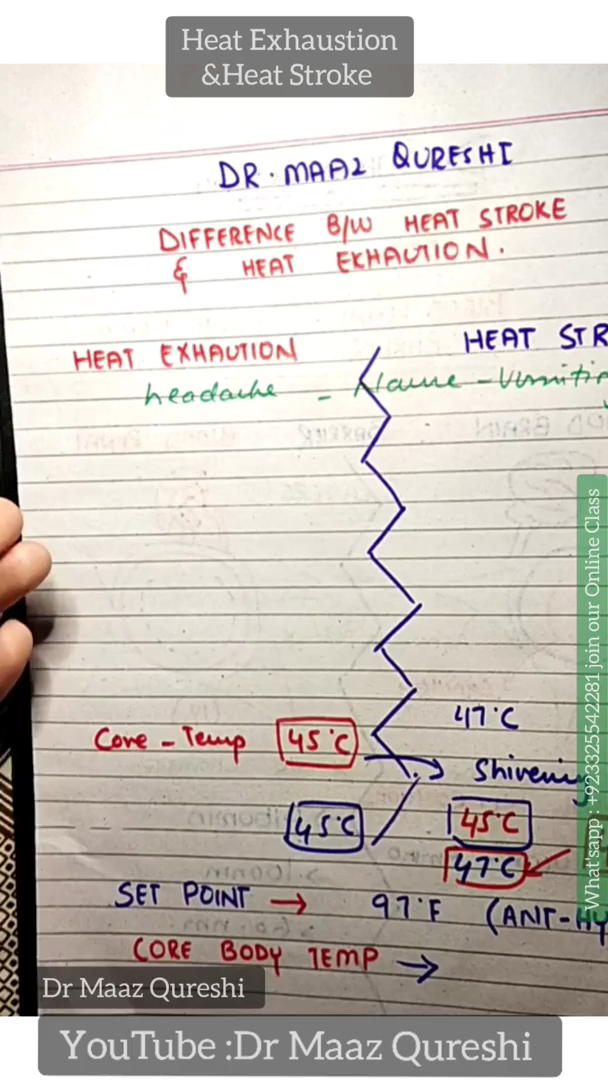 Heat Exhaustion
&Heat Stroke
DR. MAAZ QURESHI
DIFFERENCE B/W HEAT STROKE
& HEAT EXHAUTION.
HEAT EXHAUTION
HEAT STR
headache -
What'sapp : +923325542281 join our Online Class
47°C
Core - Temp 45°C
Shivering
45°C
45°C
47°C
SET POINT → 97°F (ANT-HY
CORE BODY TEMP →
Dr Maaz Qureshi
YouTube :Dr Maaz Qureshi